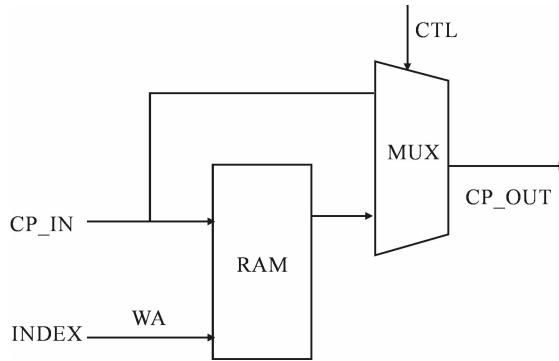 CTL
MUX
CP_IN
CP_OUT
RAM
WA
INDEX